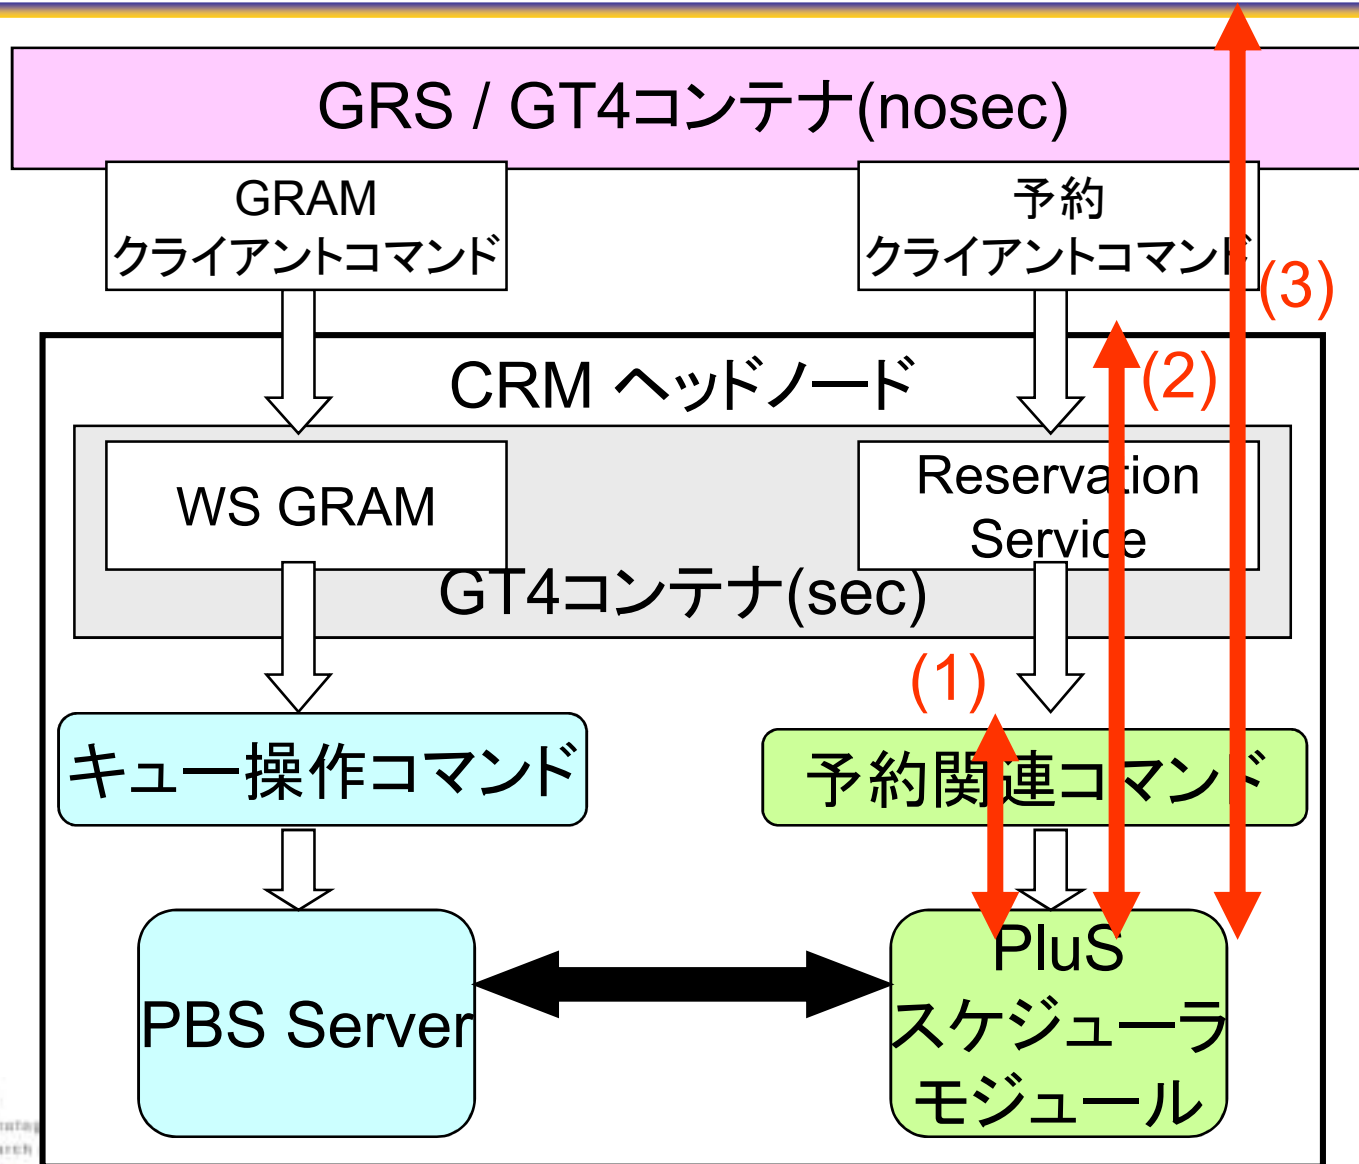 GRS / GT4コンテナ(nosec)
GRAM
クライアントコマンド
予約
クライアントコマンド
(3)
(2)
CRM ヘッドノード
WS GRAM
Reservation
Service
GT4コンテナ(sec)
(1)
キュー操作コマンド
予約関連コマンド
PBS Server
PluS
スケジューラ
モジュール